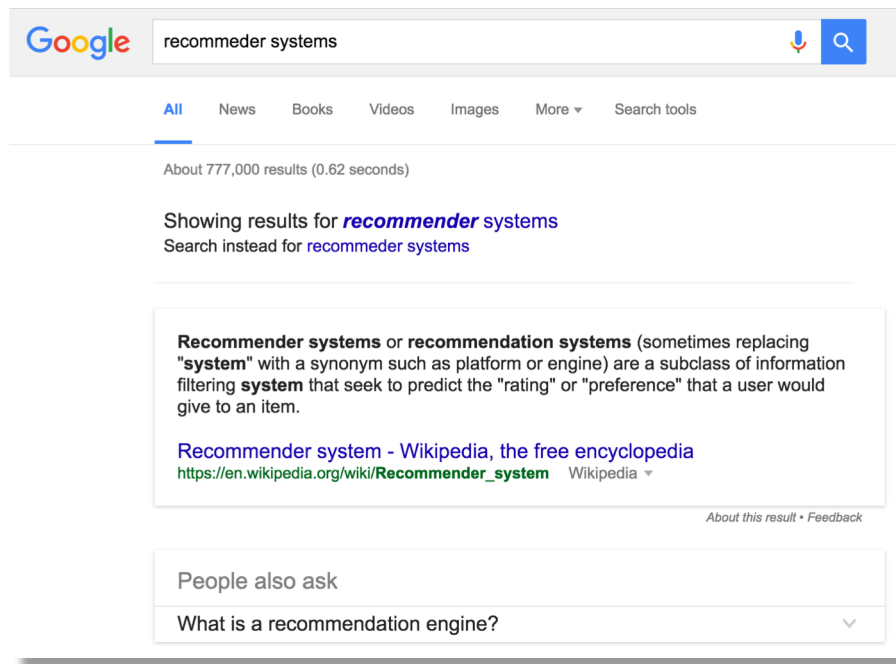 Google recommeder systems
All News Books Videos Images More Search tools
About 777,000 results (0.62 seconds)
Showing results for recommender systems
Search instead for recommeder systems
Recommender systems or recommendation systems (sometimes replacing
"system" with a synonym such as platform or engine) are a subclass of information
filtering system that seek to predict the "rating" or "preference" that a user would
give to an item.
Recommender system - Wikipedia, the free encyclopedia
https://en.wikipedia.org/wiki/Recommender_system Wikipedia
About this result • Feedback
People also ask
What is a recommendation engine?